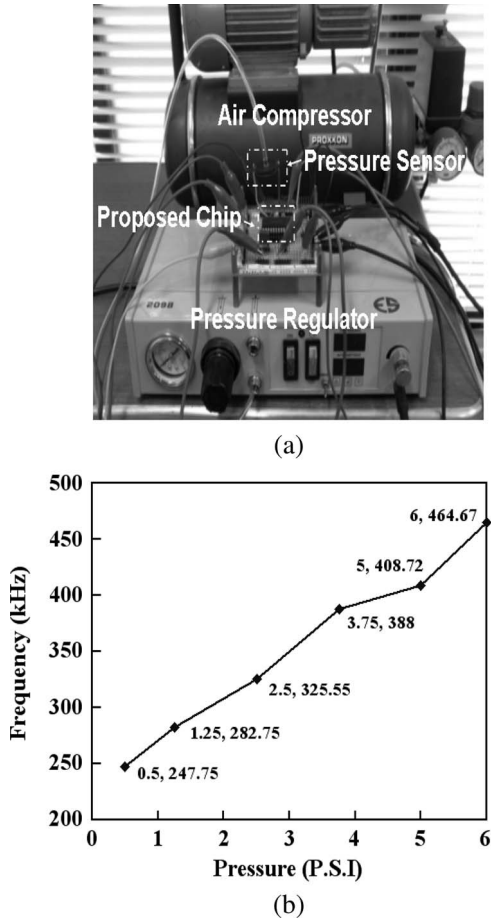 Air Compressor
PROXXON
Pressure Sensor
Proposed Chip
2098
ES
Pressure Regulator
(a)
500
450
400
350
300
250
200
Frequency (kHz)
6, 464.67
5, 408.72
3.75, 388
2.5, 325.55
1.25, 282.75
0.5, 247.75
0 1 2 3 4 5 6
Pressure (P.S.I)
(b)